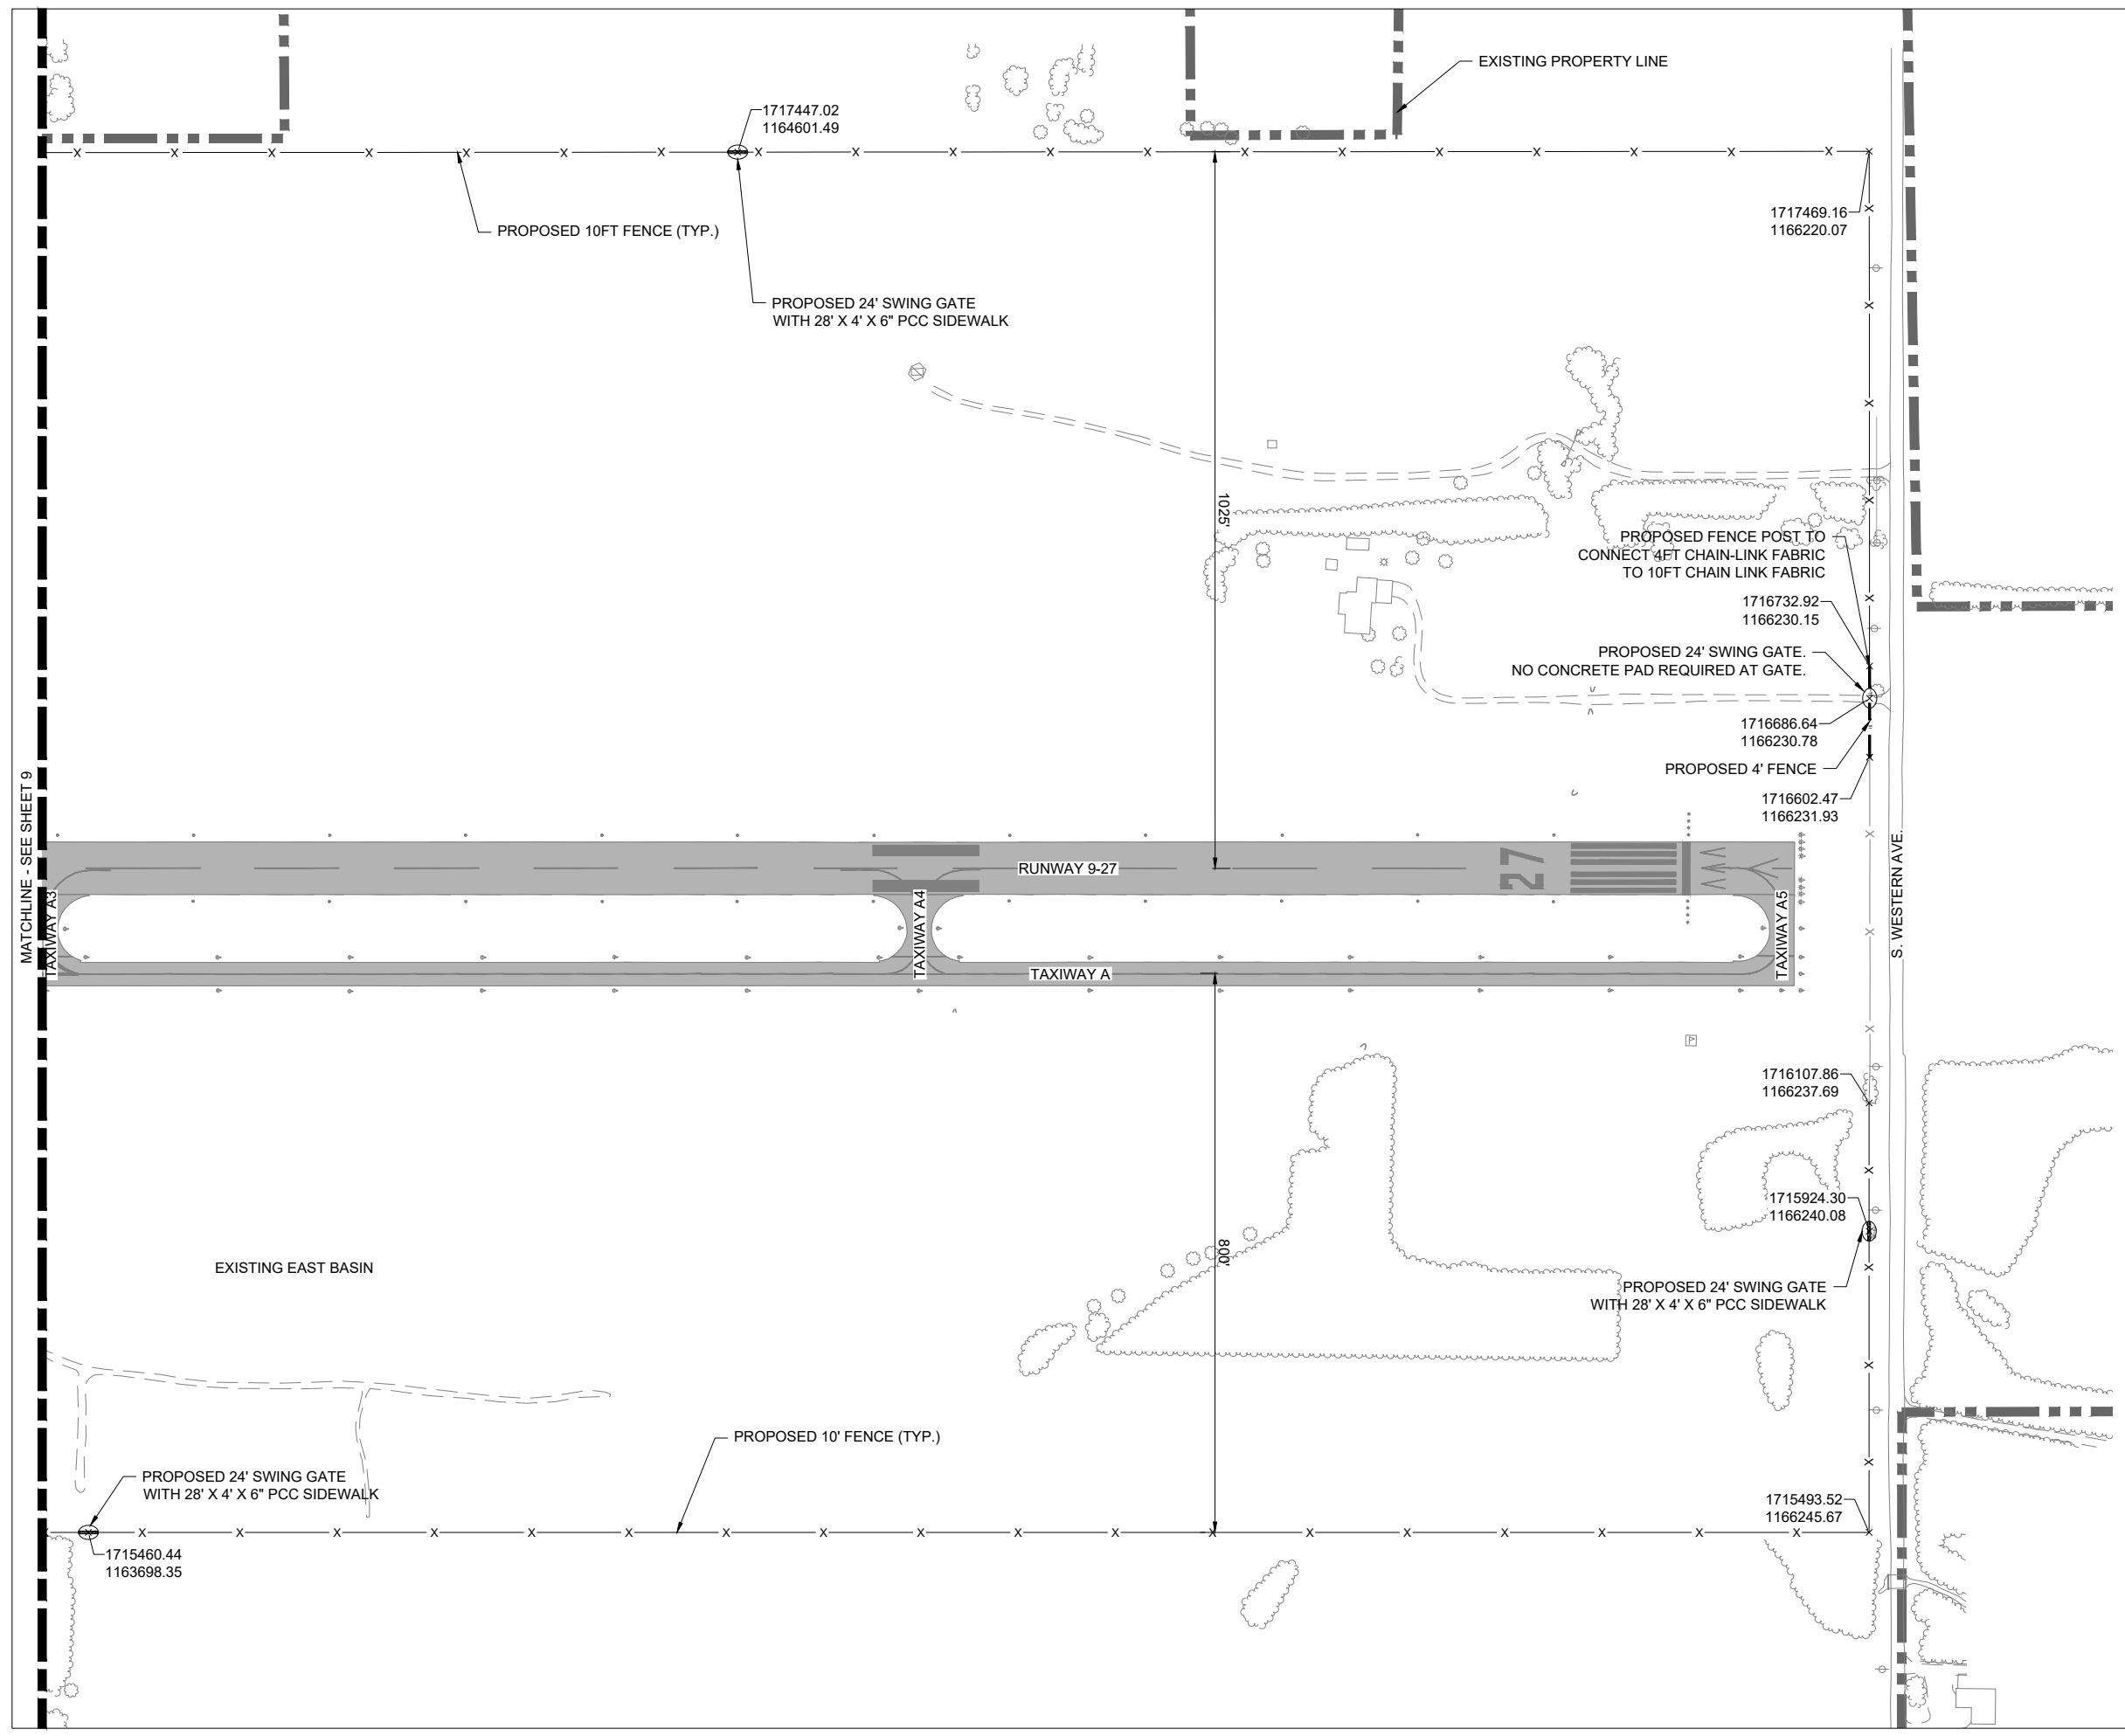 EXISTING PROPERTY LINE
1717447.02
1164601.49
PROPOSED 10FT FENCE (TYP.)
1717469.16
1166220.07
PROPOSED 24' SWING GATE
WITH 28' X 4' X 6" PCC SIDEWALK
1025'
PROPOSED FENCE POST TO
CONNECT 4FT CHAIN-LINK FABRIC
TO 10FT CHAIN LINK FABRIC
1716732.92
1166230.15
PROPOSED 24' SWING GATE.
NO CONCRETE PAD REQUIRED AT GATE.
1716686.64
1166230.78
PROPOSED 4' FENCE
1716602.47
1166231.93
MATCHLINE - SEE SHEET 9
S. WESTERN AVE.
RUNWAY 9-27
27
TAXIWAY A3
TAXIWAY A4
TAXIWAY A5
TAXIWAY A
1716107.86
1166237.69
1715924.30
1166240.08
800'
EXISTING EAST BASIN
PROPOSED 24' SWING GATE
WITH 28' X 4' X 6" PCC SIDEWALK
PROPOSED 10' FENCE (TYP.)
PROPOSED 24' SWING GATE
WITH 28' X 4' X 6" PCC SIDEWALK
1715493.52
1166245.67
1715460.44
1163698.35